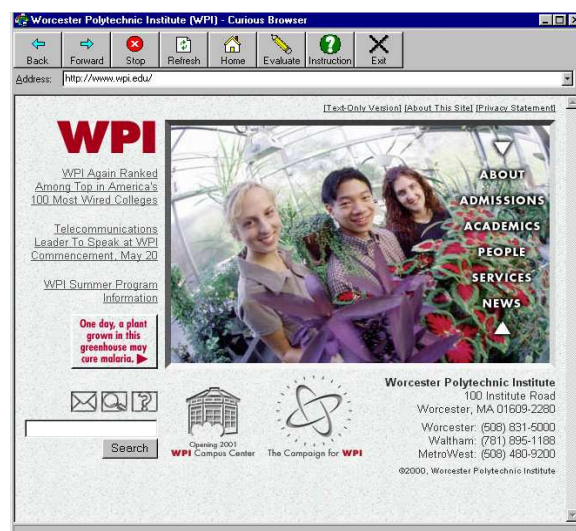 Worcester Polytechnic Institute (WPI) - Curious Browser
Back Forward Stop Refresh Home Evaluate Instruction Exit
Address: http://www.wpi.edu/
[Text-Only Version] [About This Site] [Privacy Statement]
WPI
WPI Again Ranked
Among Top in America's
100 Most Wired Colleges
Telecommunications
Leader To Speak at WPI
Commencement, May 20
WPI Summer Program
Information
One day, a plant
grown in this
greenhouse may
cure malaria.
Search
ABOUT
ADMISSIONS
ACADEMICS
PEOPLE
SERVICES
NEWS
Opening 2001
WPI Campus Center
The Campaign for WPI
Worcester Polytechnic Institute
100 Institute Road
Worcester, MA 01609-2280
Worcester: (508) 831-5000
Waltham: (781) 895-1188
MetroWest: (508) 480-9200
©2000, Worcester Polytechnic Institute